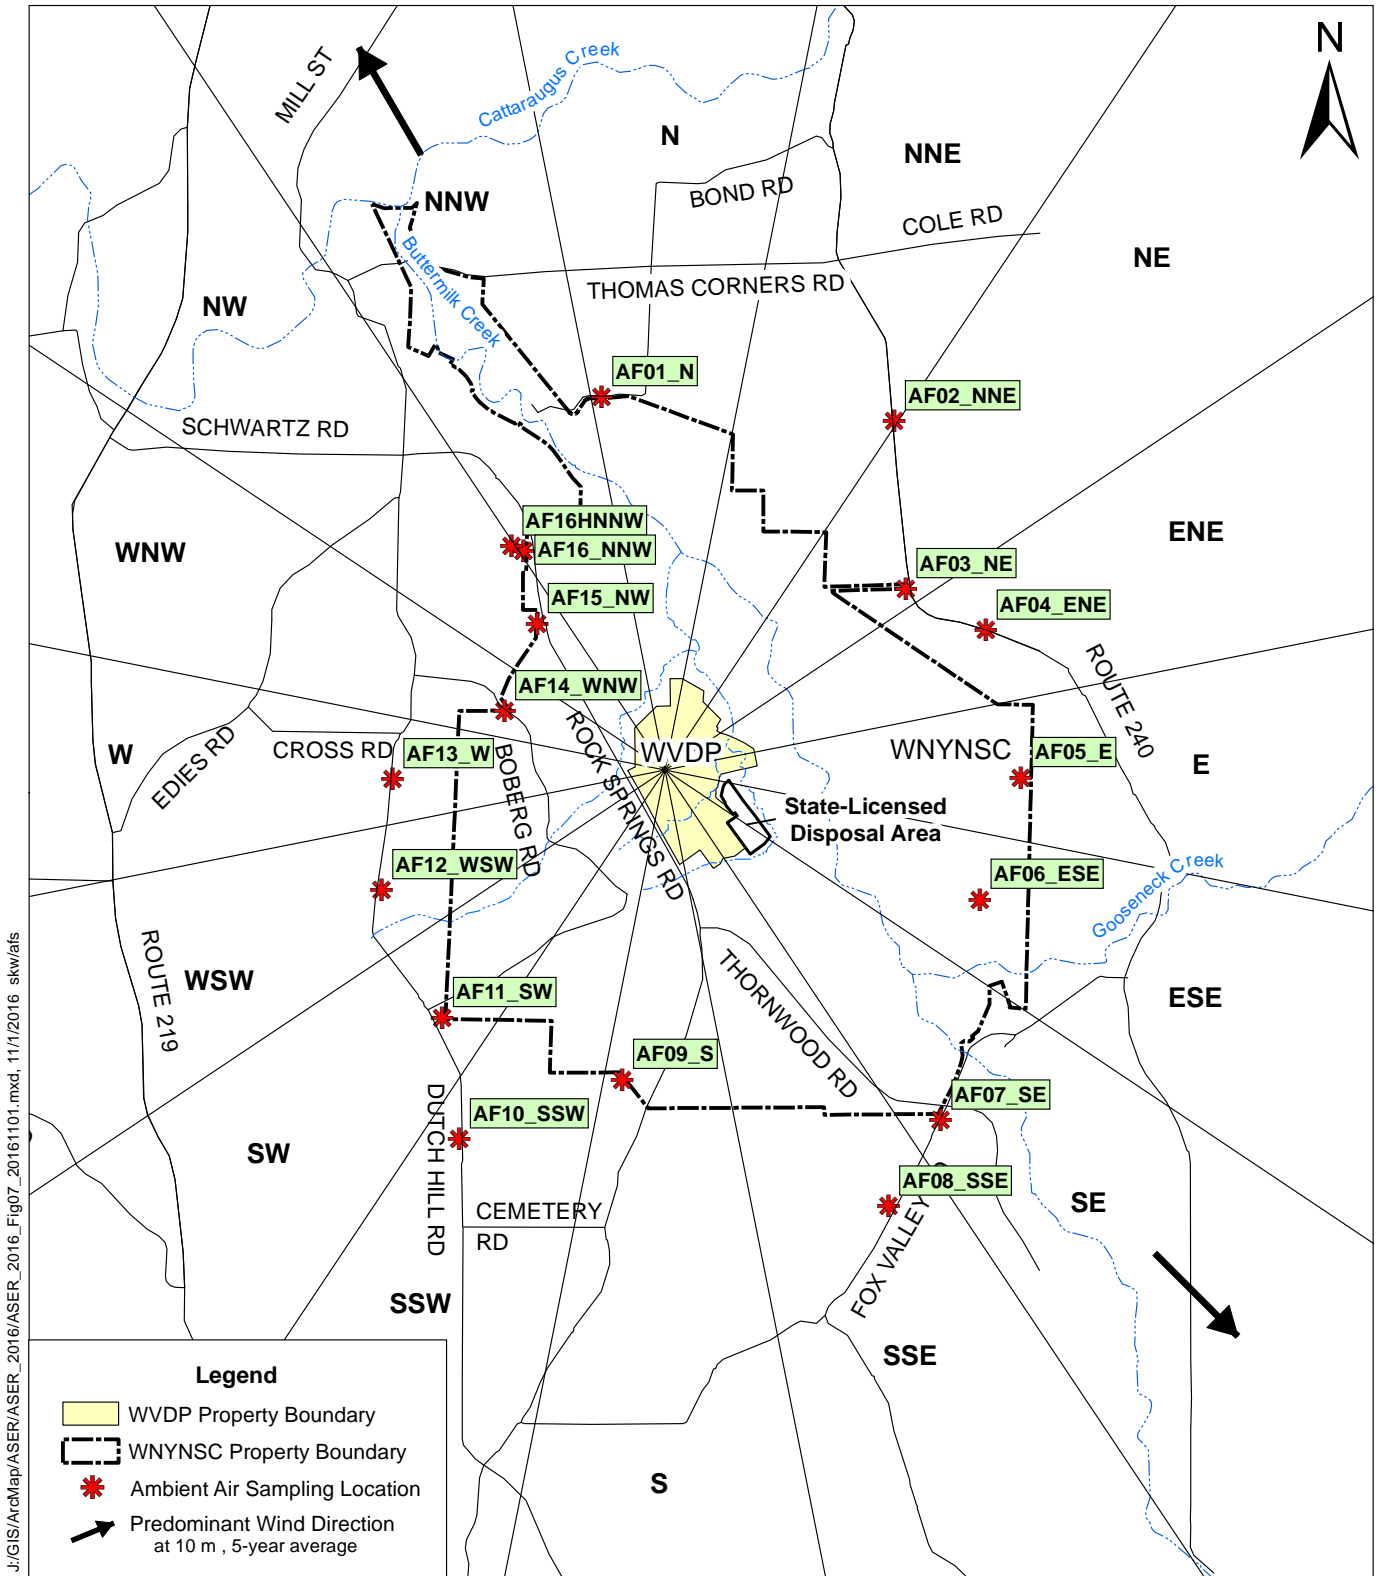 N
MILL ST
Cattaraugus Creek
N
NNE
BOND RD
NNW
COLE RD
NE
Buttermilk Creek
THOMAS CORNERS RD
NW
AF01_N
AF02_NNE
SCHWARTZ RD
AF16HNNW
AF16_NNW
WNW
ENE
AF03_NE
AF15_NW
AF04_ENE
AF14_WNW
ROUTE 240
ROCK SPRINGS RD
W
EDIES RD
CROSS RD
AF13_W
BOBERG RD
WVDP
WNYNSC
AF05_E
E
State-Licensed
Disposal Area
AF12_WSW
AF06_ESE
Gooseneck Creek
ROUTE 219
WSW
AF11_SW
THORNWOOD RD
ESE
AF09_S
AF07_SE
DUTCH HILL RD
AF10_SSW
SW
AF08_SSE
SE
CEMETERY
RD
FOX VALLEY
SSW
SSE
S
Legend
WVDP Property Boundary
WNYNSC Property Boundary
Ambient Air Sampling Location
Predominant Wind Direction
at 10 m , 5-year average
J:/GIS/ArcMap/ASER/ASER_2016/ASER_2016_Fig07_20161101.mxd, 11/1/2016 skw/afs